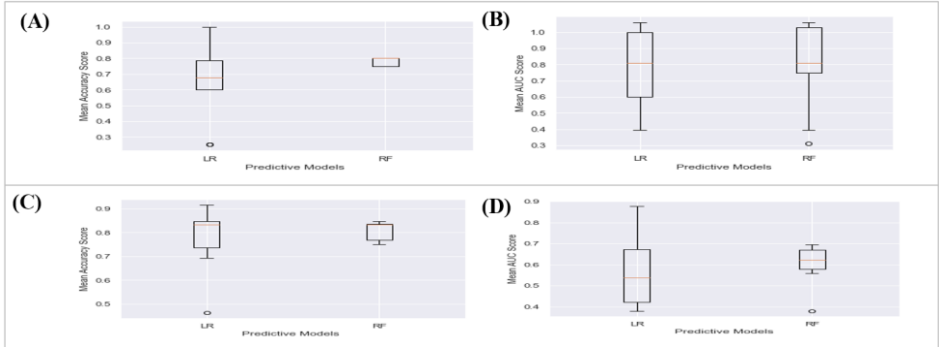 (A)
Mean Accuracy Score
1.0
0.9
0.8
0.7
0.6
0.5
0.4
0.3
LR
RF
Predictive Models
(B)
Mean AUC Score
1.0
0.9
0.8
0.7
0.6
0.5
0.4
0.3
LR
RF
Predictive Models
(C)
Mean Accuracy Score
0.9
0.8
0.7
0.6
0.5
LR
RF
Predictive Models
(D)
Mean AUC Score
0.9
0.8
0.7
0.6
0.5
0.4
LR
RF
Predictive Models